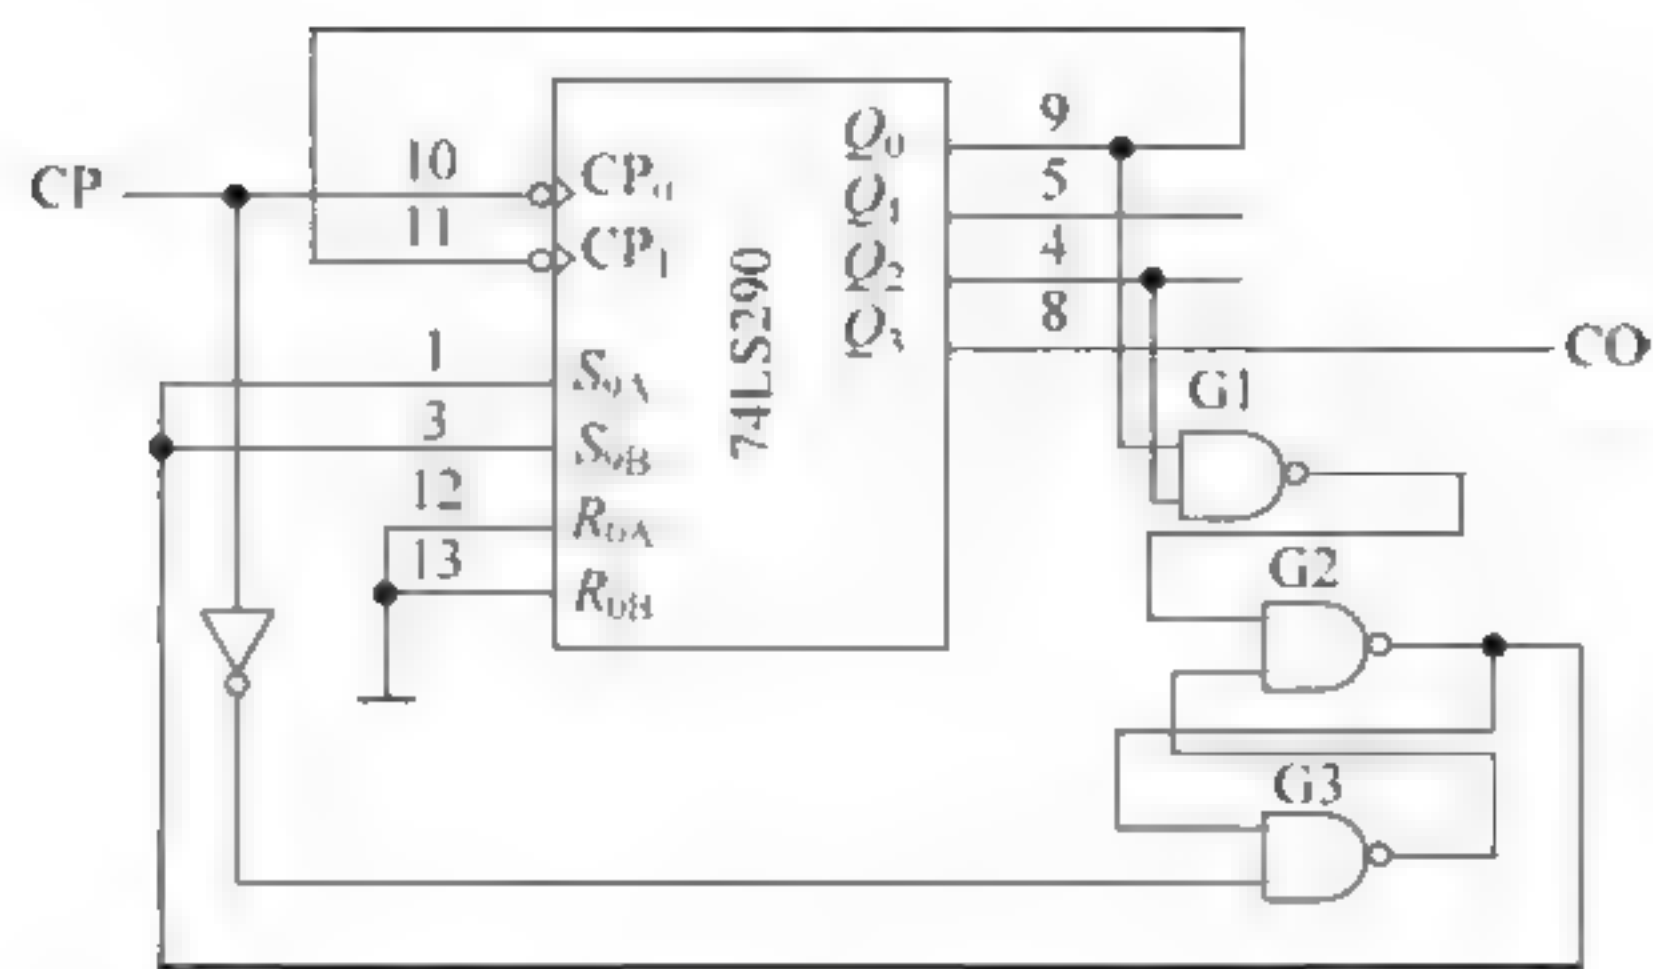 CP
10
11
1
3
12
13
CP₀
CP₁
S₉A
S₉B
R₀A
R₀B
74LS290
Q₀
Q₁
Q₂
Q₃
9
5
4
8
CO
G1
G2
G3